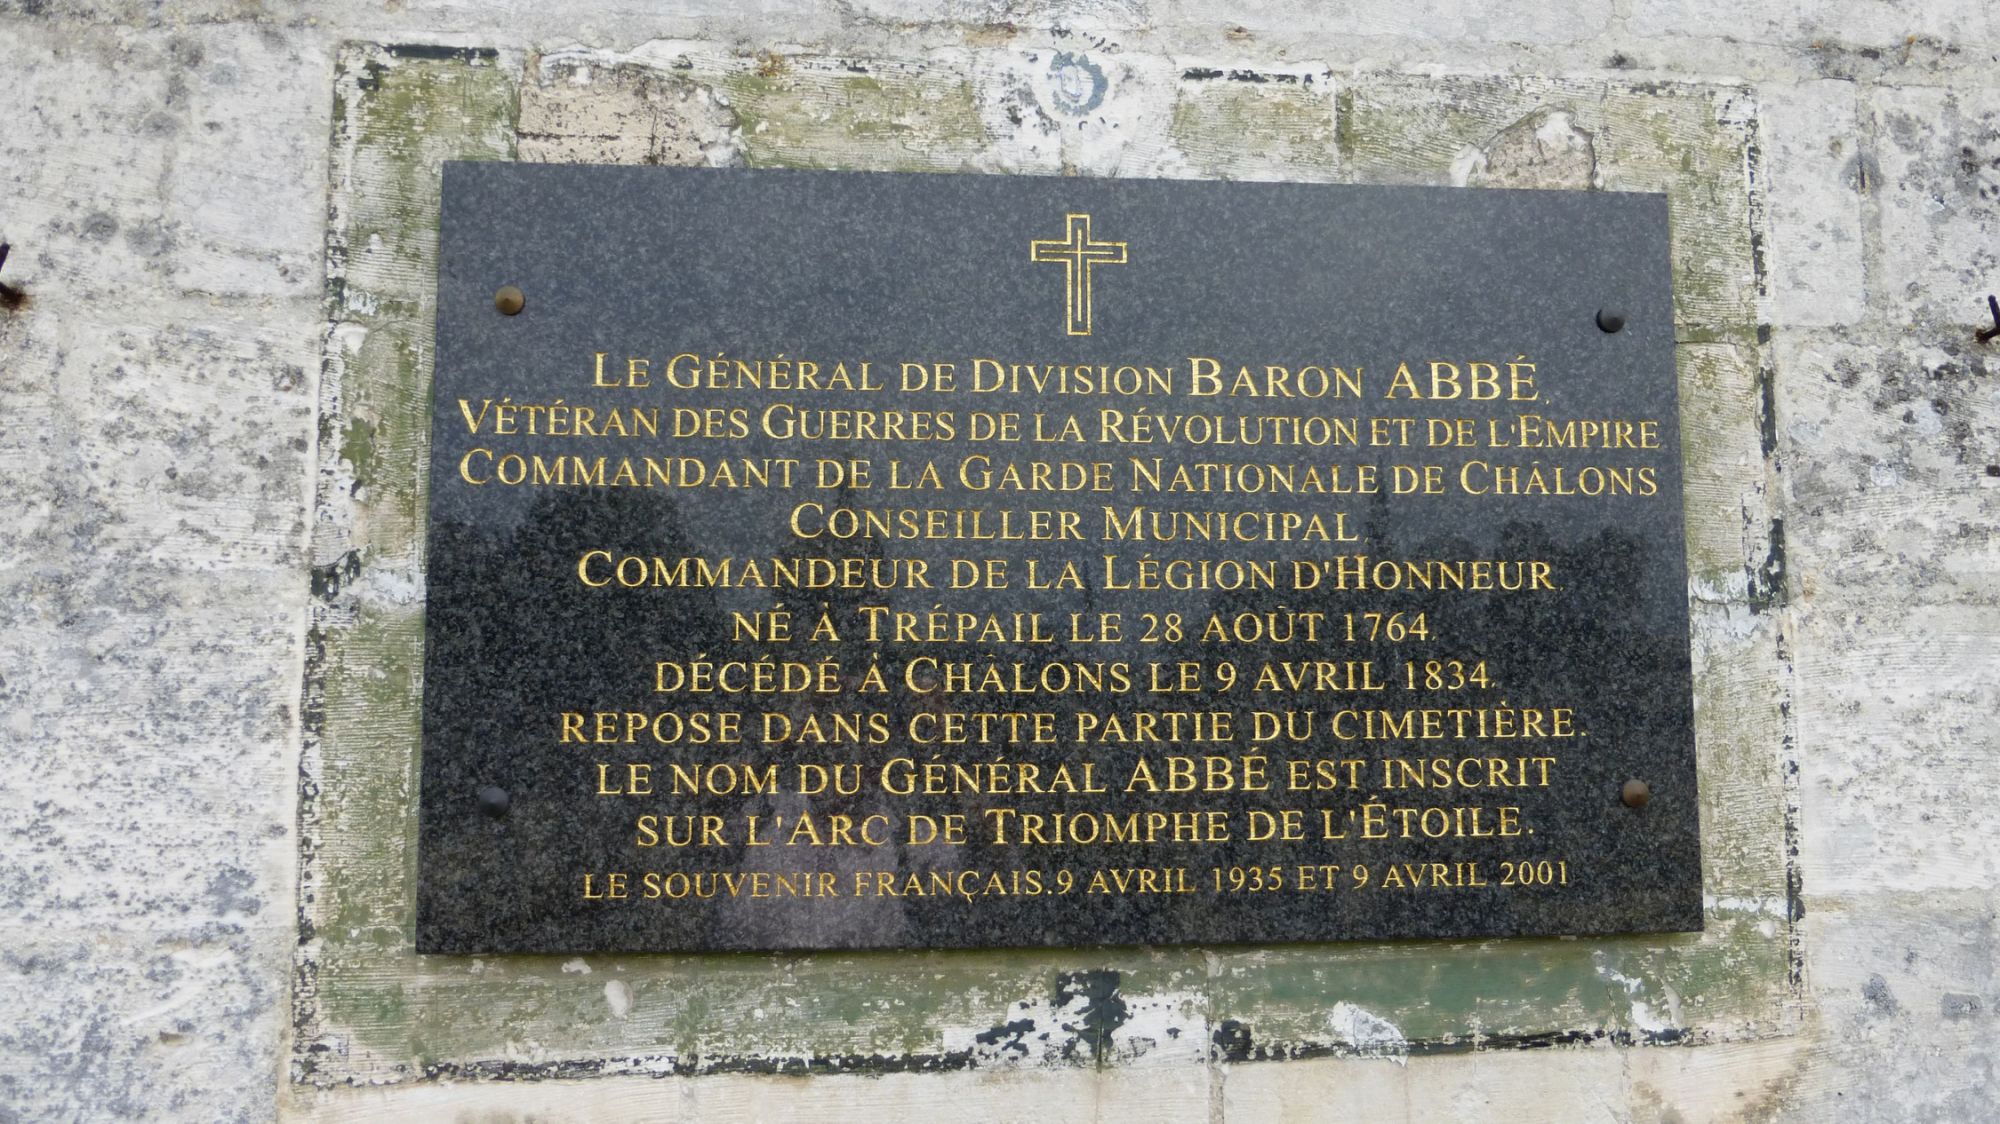 LE GÉNÉRAL DE DIVISION BARON ABBÉ,
VÉTÉRAN DES GUERRES DE LA RÉVOLUTION ET DE L'EMPIRE
COMMANDANT DE LA GARDE NATIONALE DE CHÂLONS
CONSEILLER MUNICIPAL,
COMMANDEUR DE LA LÉGION D'HONNEUR,
NÉ À TRÉPAIL LE 28 AOÛT 1764,
DÉCÉDÉ À CHÂLONS LE 9 AVRIL 1834,
REPOSE DANS CETTE PARTIE DU CIMETIÈRE.
LE NOM DU GÉNÉRAL ABBÉ EST INSCRIT
SUR L'ARC DE TRIOMPHE DE L'ÉTOILE.
LE SOUVENIR FRANÇAIS.9 AVRIL 1935 ET 9 AVRIL 2001